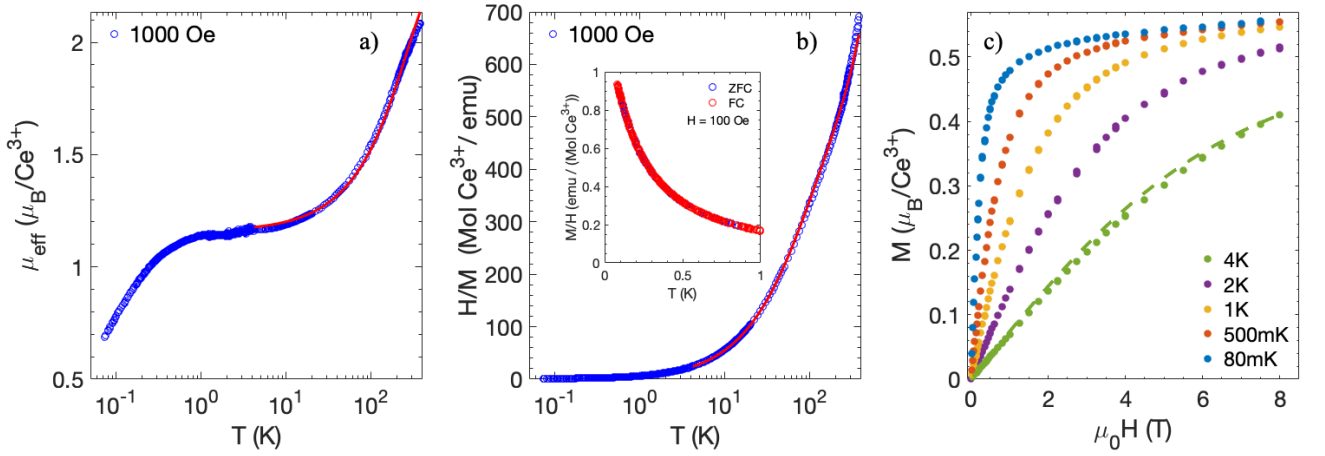 1000 Oe
a)
2
1.5
1
0.5
μeff (μB/Ce3+)
10-1
100
101
102
T (K)
1000 Oe
b)
700
600
500
400
300
200
100
0
H/M (Mol Ce3+/ emu)
10-1
100
101
102
T (K)
ZFC
FC
H = 100 Oe
1
0.8
0.6
0.4
0.2
0
M/H (emu / (Mol Ce3+))
0
0.5
1
T (K)
c)
0.5
0.4
0.3
0.2
0.1
0
M (μB/Ce3+)
0
2
4
6
8
μ0H (T)
4K
2K
1K
500mK
80mK